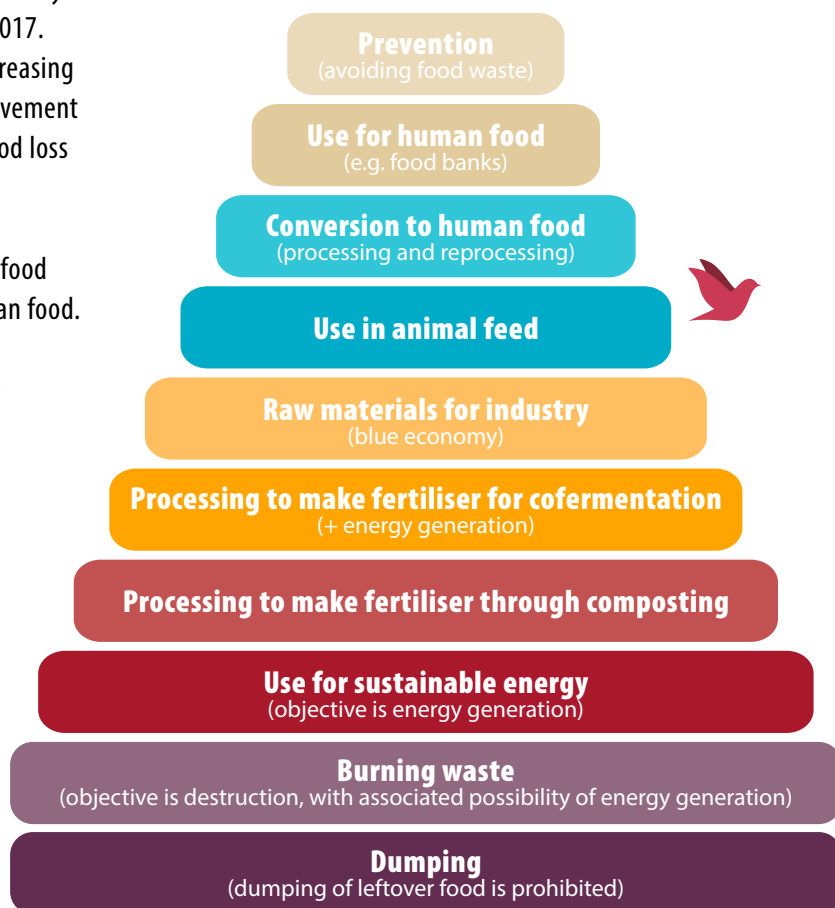 017.
reasing
vement
od loss
food
an food.
Prevention
(avoiding food waste)
Use for human food
(e.g. food banks)
Conversion to human food
(processing and reprocessing)
Use in animal feed
Raw materials for industry
(blue economy)
Processing to make fertiliser for cofermentation
(+ energy generation)
Processing to make fertiliser through composting
Use for sustainable energy
(objective is energy generation)
Burning waste
(objective is destruction, with associated possibility of energy generation)
Dumping
(dumping of leftover food is prohibited)